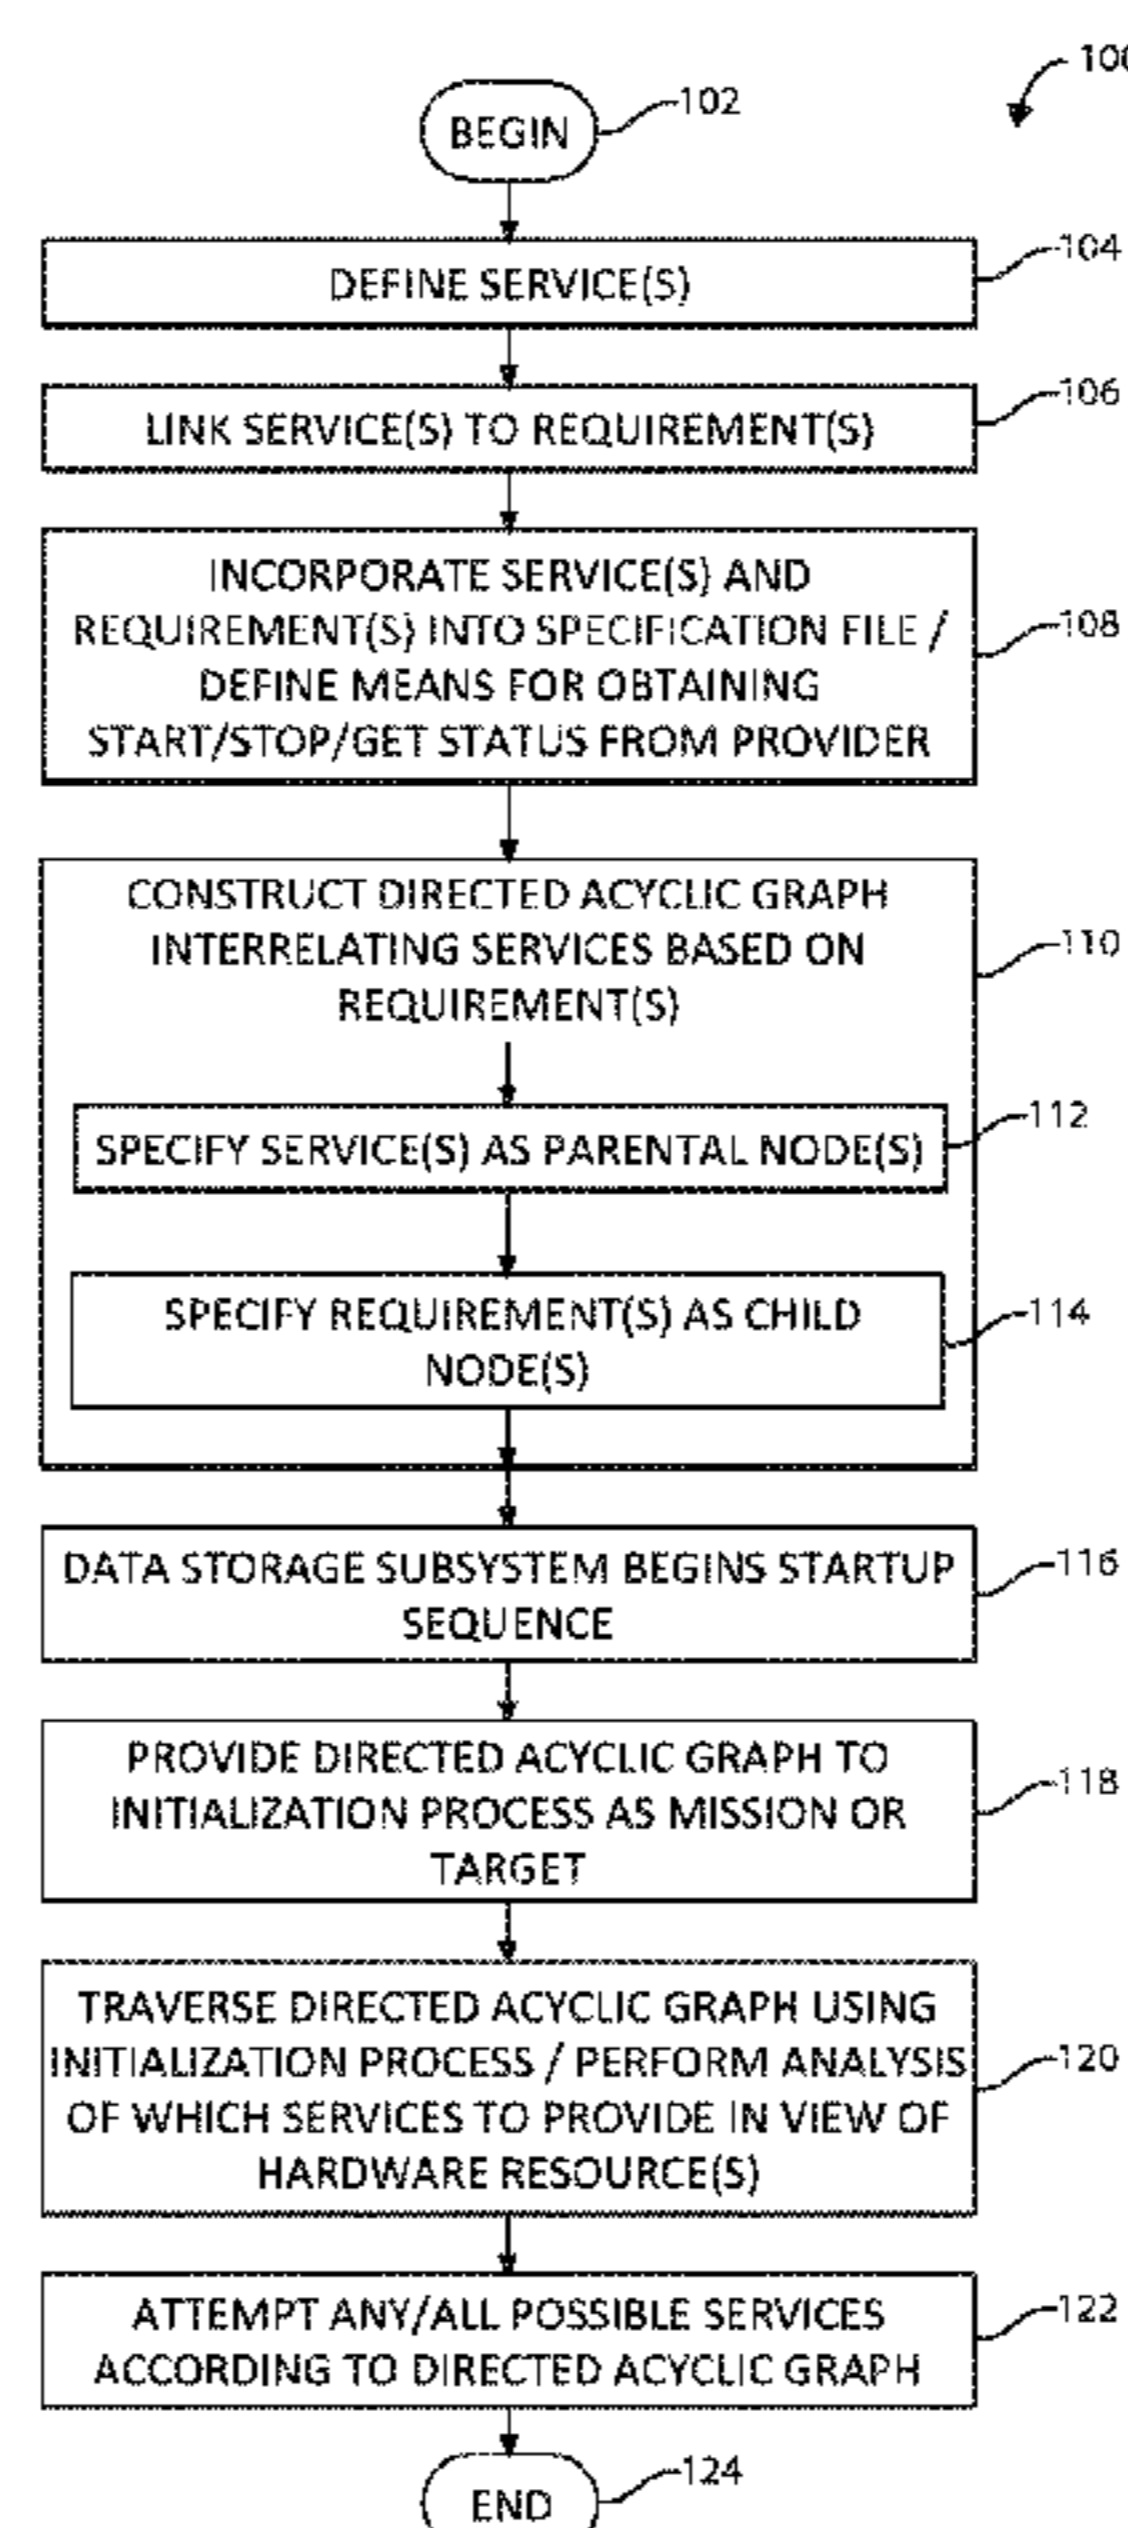 100
BEGIN
102
DEFINE SERVICE(S)
104
LINK SERVICE(S) TO REQUIREMENT(S)
106
INCORPORATE SERVICE(S) AND
REQUIREMENT(S) INTO SPECIFICATION FILE /
DEFINE MEANS FOR OBTAINING
START/STOP/GET STATUS FROM PROVIDER
108
CONSTRUCT DIRECTED ACYCLIC GRAPH
INTERRELATING SERVICES BASED ON
REQUIREMENT(S)
110
SPECIFY SERVICE(S) AS PARENTAL NODE(S)
112
SPECIFY REQUIREMENT(S) AS CHILD
NODE(S)
114
DATA STORAGE SUBSYSTEM BEGINS STARTUP
SEQUENCE
116
PROVIDE DIRECTED ACYCLIC GRAPH TO
INITIALIZATION PROCESS AS MISSION OR
TARGET
118
TRAVERSE DIRECTED ACYCLIC GRAPH USING
INITIALIZATION PROCESS / PERFORM ANALYSIS
OF WHICH SERVICES TO PROVIDE IN VIEW OF
HARDWARE RESOURCE(S)
120
ATTEMPT ANY/ALL POSSIBLE SERVICES
ACCORDING TO DIRECTED ACYCLIC GRAPH
122
END
124